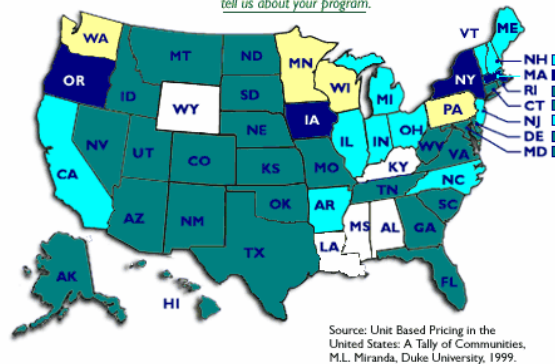 tell us about your program.
WA
MT
ND
MN
VT
ME
OR
ID
SD
WI
MI
NY
NH
MA
RI
CT
NJ
DE
MD
WY
NE
IA
PA
NV
UT
CO
KS
MO
IL
IN
OH
WV
VA
KY
CA
AZ
NM
OK
AR
TN
NC
SC
TX
LA
MS
AL
GA
FL
AK
HI
Source: Unit Based Pricing in the
United States: A Tally of Communities,
M.L. Miranda, Duke University, 1999.